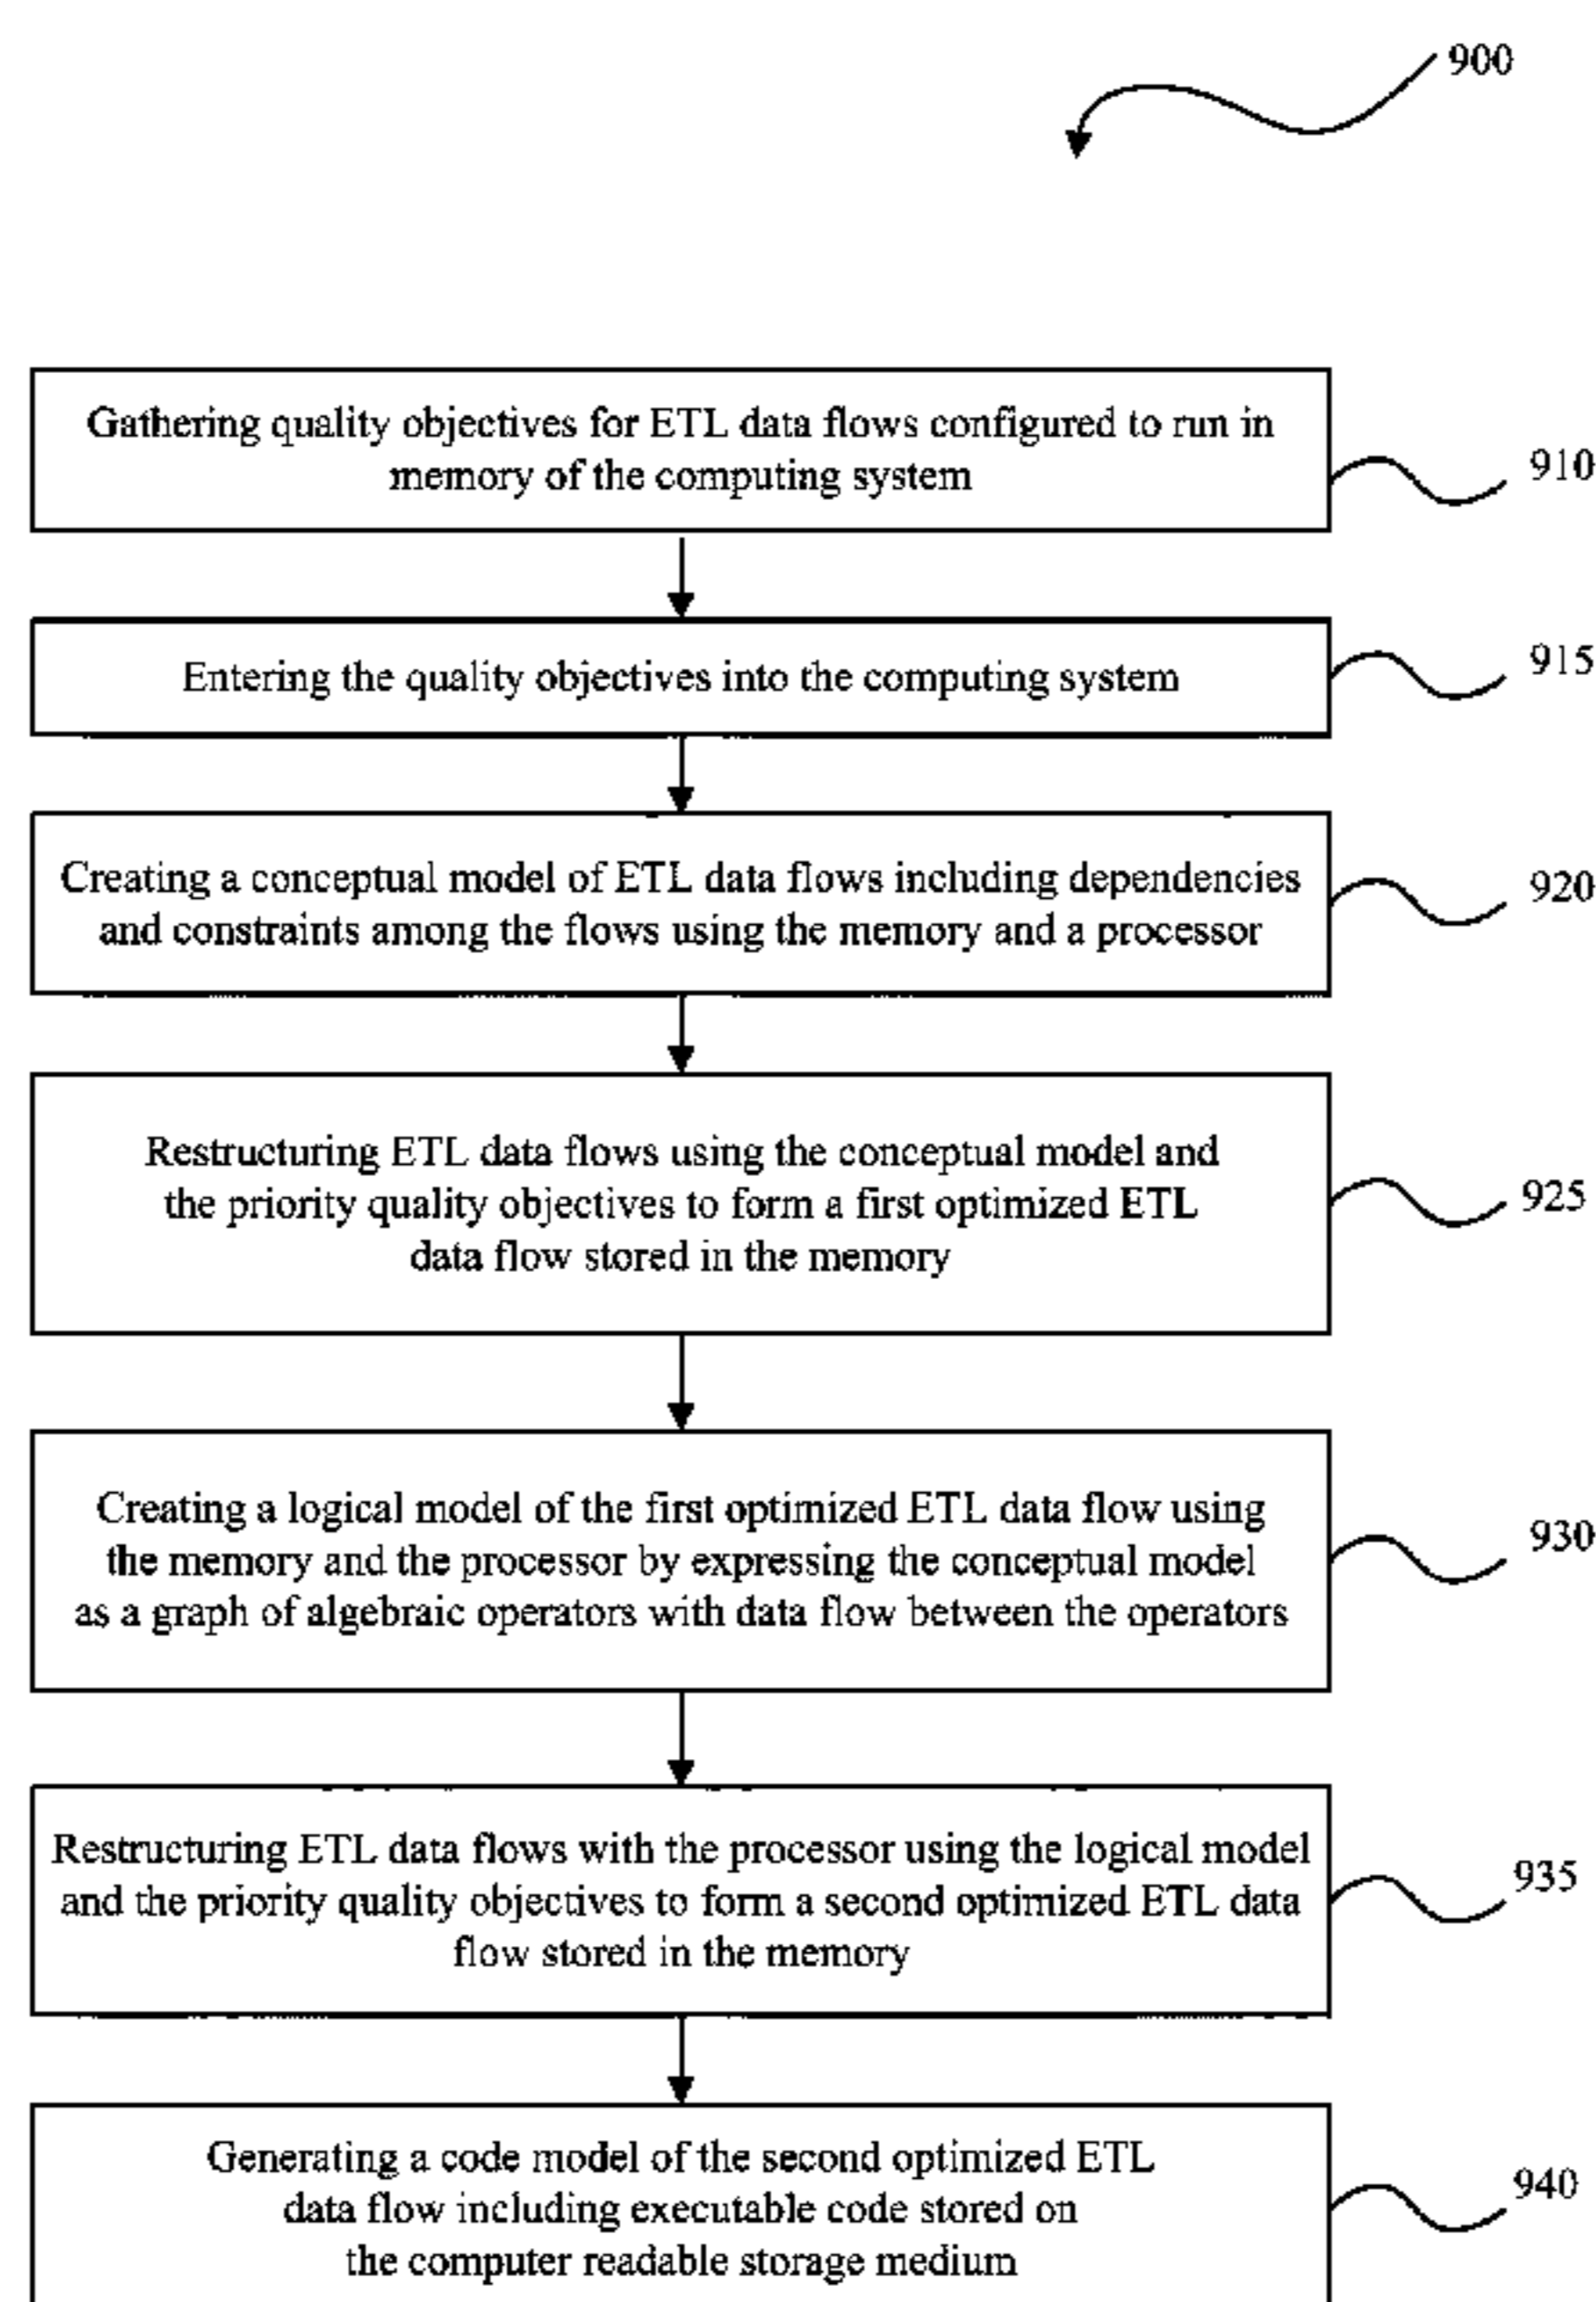 900
Gathering quality objectives for ETL data flows configured to run in
memory of the computing system
910
Entering the quality objectives into the computing system
915
Creating a conceptual model of ETL data flows including dependencies
and constraints among the flows using the memory and a processor
920
Restructuring ETL data flows using the conceptual model and
the priority quality objectives to form a first optimized ETL
data flow stored in the memory
925
Creating a logical model of the first optimized ETL data flow using
the memory and the processor by expressing the conceptual model
as a graph of algebraic operators with data flow between the operators
930
Restructuring ETL data flows with the processor using the logical model
and the priority quality objectives to form a second optimized ETL data
flow stored in the memory
935
Generating a code model of the second optimized ETL
data flow including executable code stored on
the computer readable storage medium
940